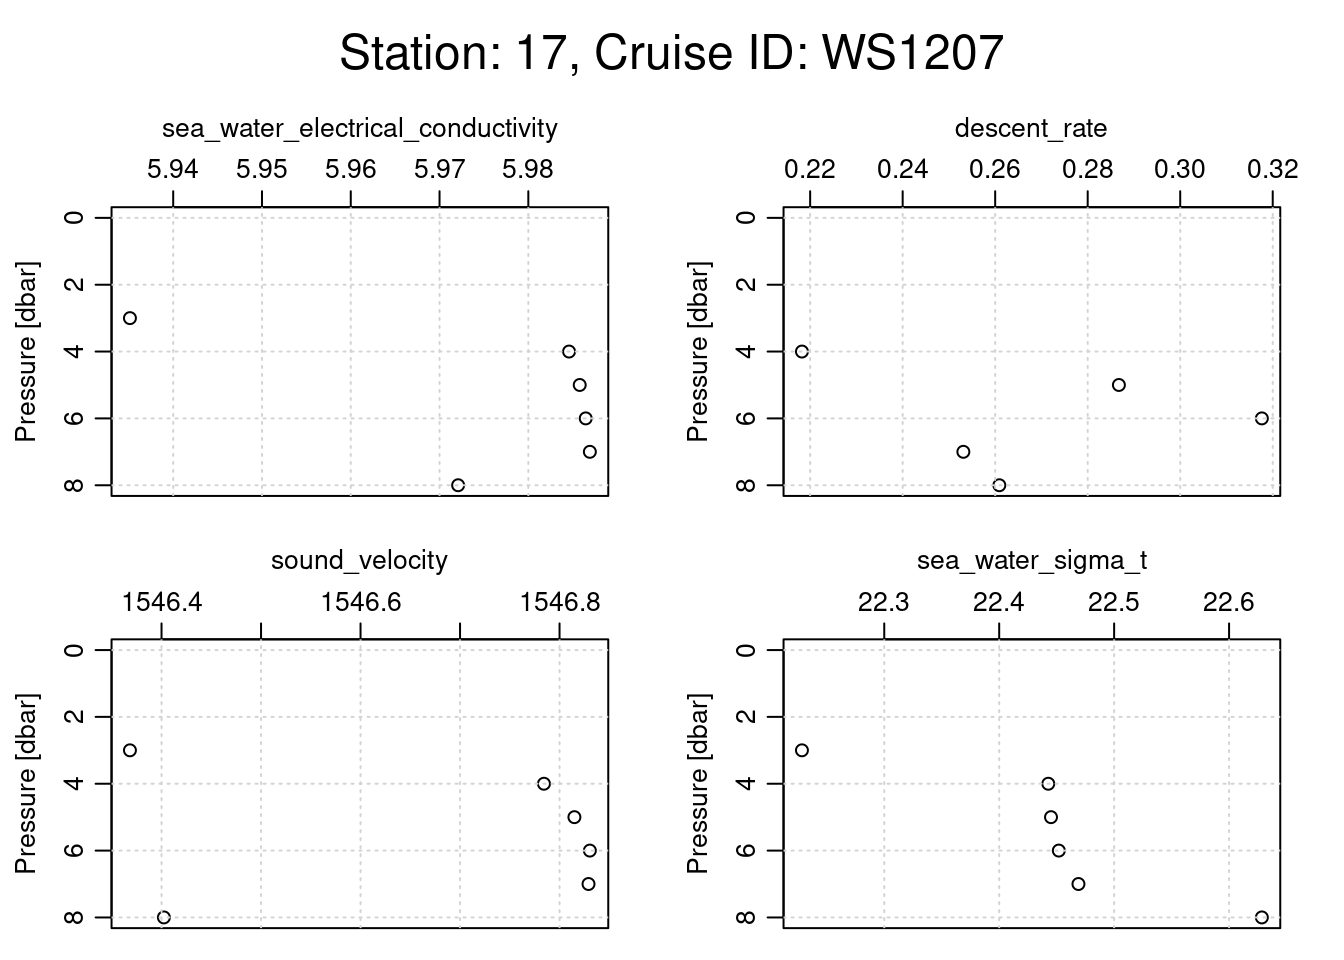 Station: 17, Cruise ID: WS1207
sea_water_electrical_conductivity
5.94 5.95 5.96 5.97 5.98
Pressure [dbar]
0
2
4
6
8
descent_rate
0.22 0.24 0.26 0.28 0.30 0.32
Pressure [dbar]
0
2
4
6
8
sound_velocity
1546.4 1546.6 1546.8
Pressure [dbar]
0
2
4
6
8
sea_water_sigma_t
22.3 22.4 22.5 22.6
Pressure [dbar]
0
2
4
6
8